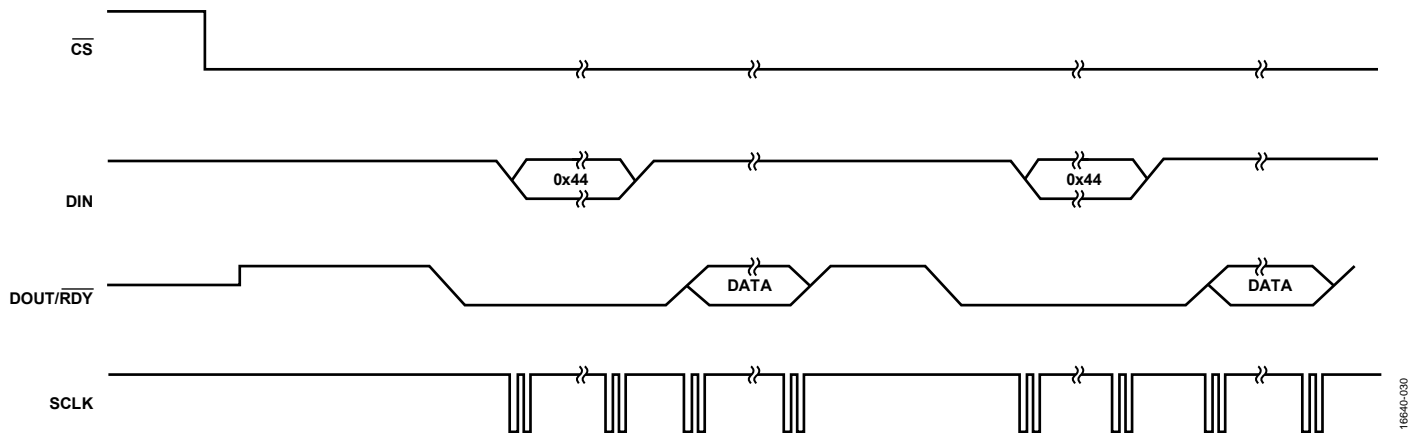 CS
DIN
0x44
0x44
DOUT/RDY
DATA
DATA
SCLK
16640-030